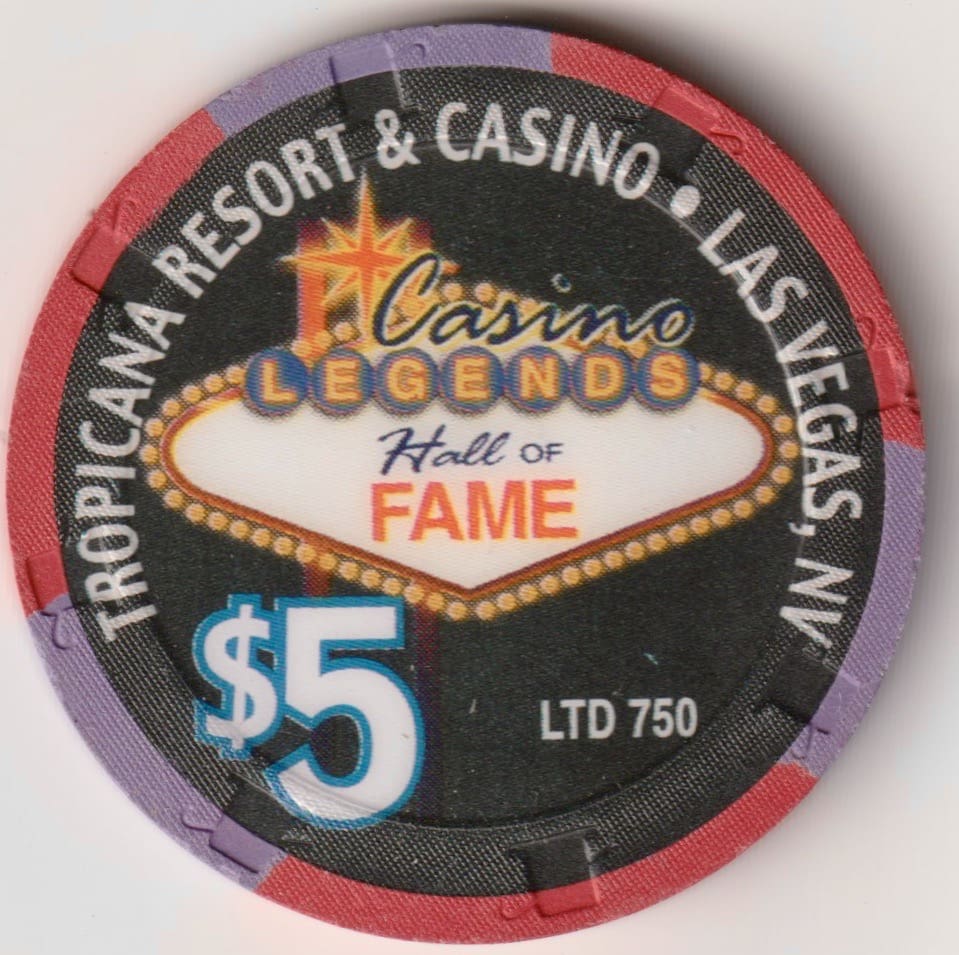 TROPICANA RESORT & CASINO • LAS VEGAS, NV
Casino
LEGENDS
Hall OF
FAME
$5
LTD 750